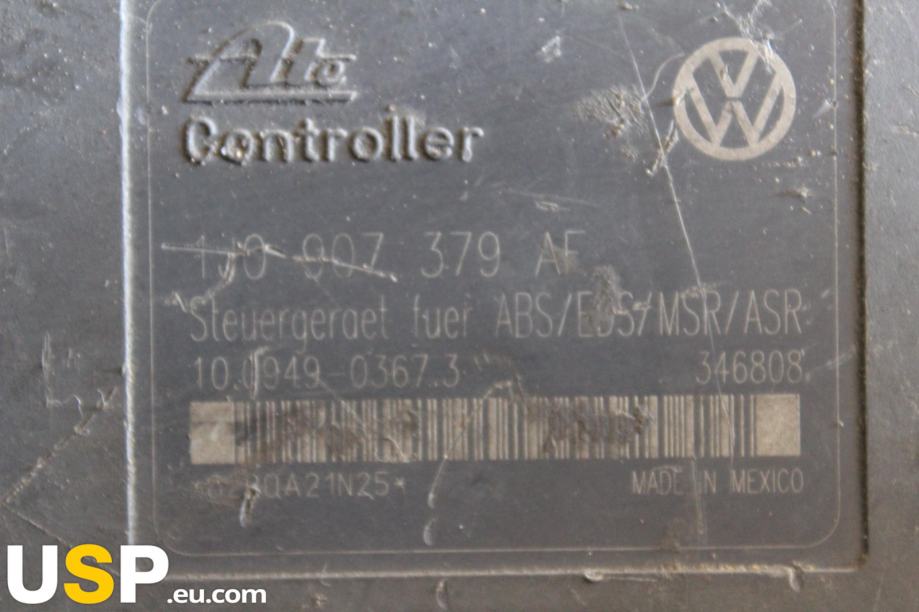 Ate
Controller
1J0 907 379
Steuergeraet fuer ABS/EDS/MSR/ASR
10.0949-0367.3
346808
MADE IN MEXICO
USP.eu.com